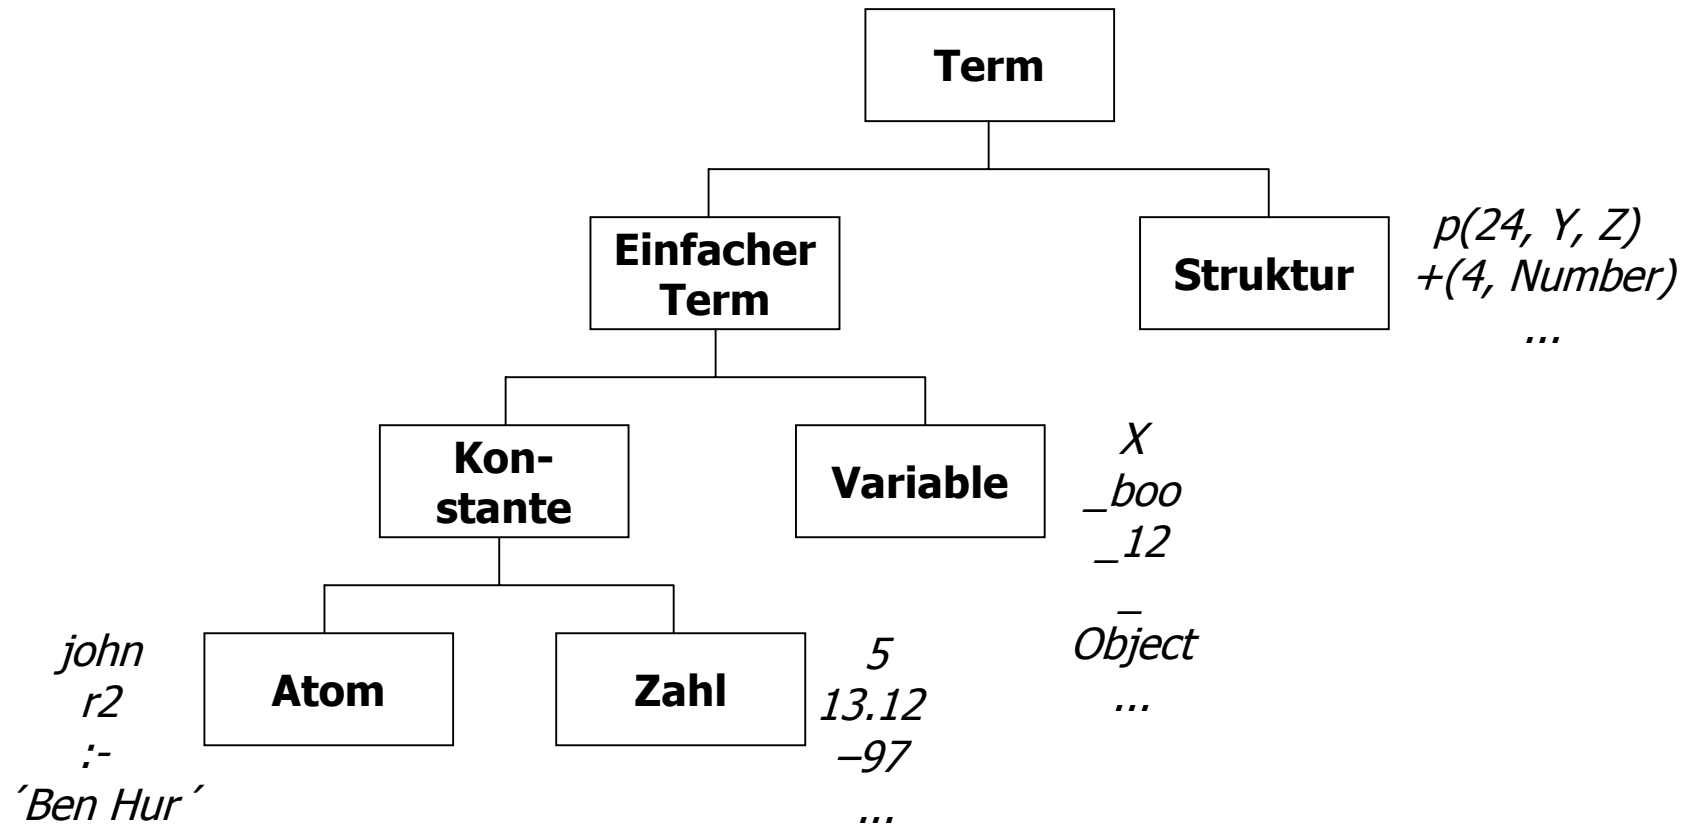 Term
Einfacher
Term
Struktur
p(24, Y, Z)
+(4, Number)
...
Kon-
stante
Variable
X
_boo
_12
_
Object
...
john
r2
:-
´Ben Hur´
Atom
Zahl
5
13.12
–97
...